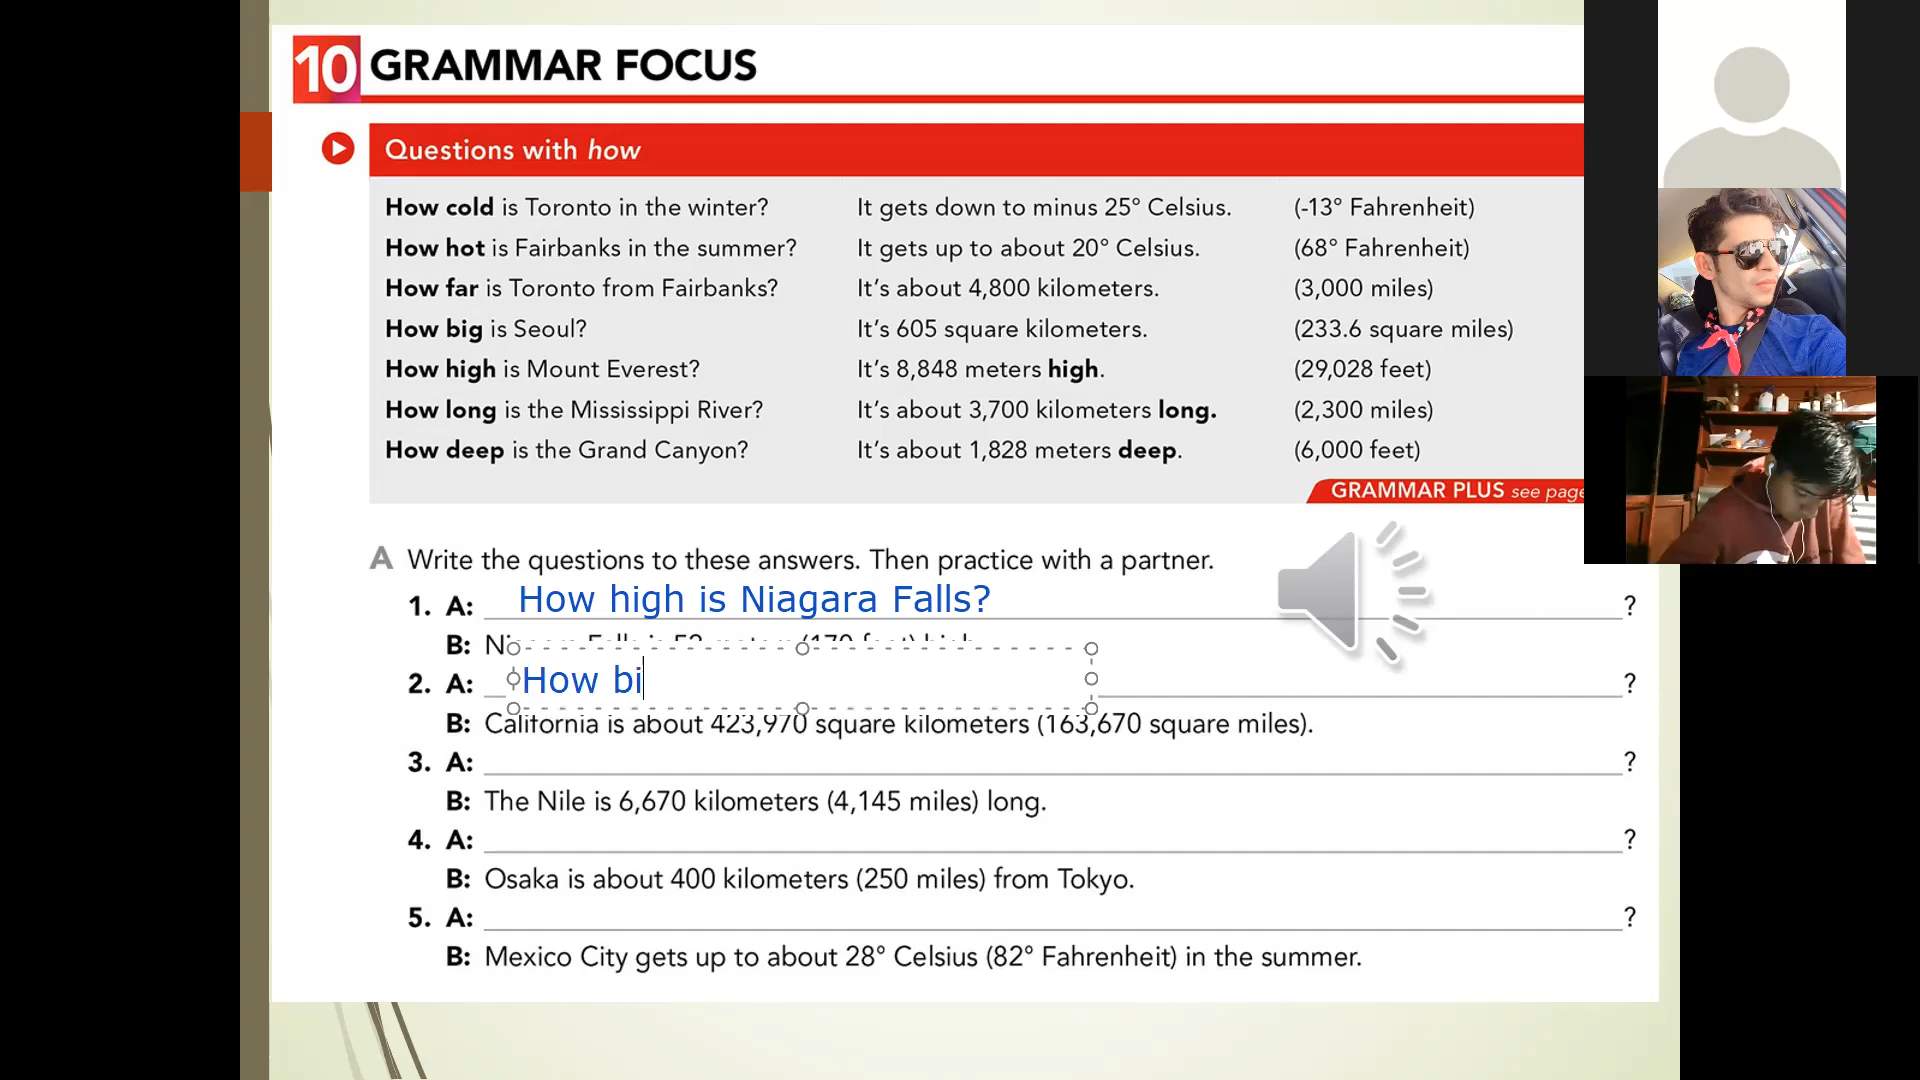 10 GRAMMAR FOCUS
Questions with how
How cold is Toronto in the winter? It gets down to minus 25° Celsius. (-13° Fahrenheit)
How hot is Fairbanks in the summer? It gets up to about 20° Celsius. (68° Fahrenheit)
How far is Toronto from Fairbanks? It's about 4,800 kilometers. (3,000 miles)
How big is Seoul? It's 605 square kilometers. (233.6 square miles)
How high is Mount Everest? It's 8,848 meters high. (29,028 feet)
How long is the Mississippi River? It's about 3,700 kilometers long. (2,300 miles)
How deep is the Grand Canyon? It's about 1,828 meters deep. (6,000 feet)
GRAMMAR PLUS see page
A Write the questions to these answers. Then practice with a partner.
1. A: How high is Niagara Falls? ?
B: Niagara Falls is 52 meters (170 feet) high.
2. A: How bi ?
B: California is about 423,970 square kilometers (163,670 square miles).
3. A: ?
B: The Nile is 6,670 kilometers (4,145 miles) long.
4. A: ?
B: Osaka is about 400 kilometers (250 miles) from Tokyo.
5. A: ?
B: Mexico City gets up to about 28° Celsius (82° Fahrenheit) in the summer.